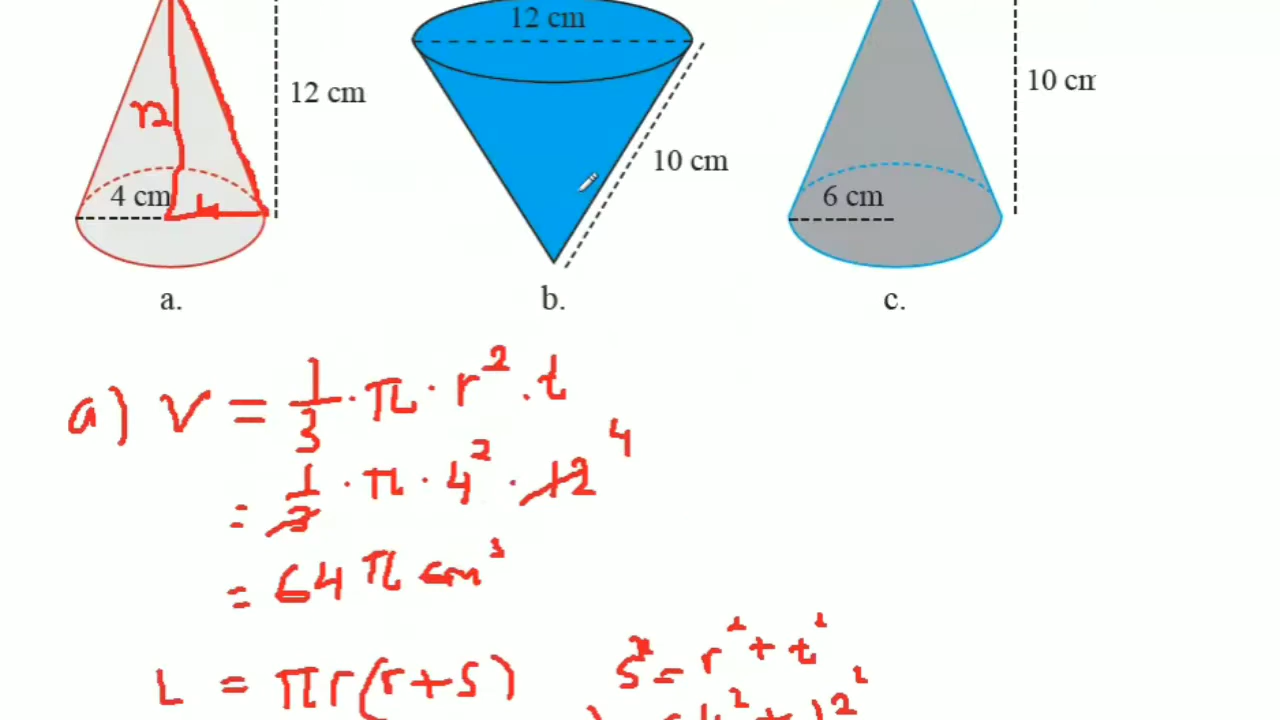 12 cm
12 cm
12
10 cm
10 cm
4 cm
4
6 cm
a.
b.
c.
a) V = 1/3 · π · r² · t
= 1/3 · π · 4² · 12 4
= 64 π cm³
L = πr(r+s)
s² = r² + t²